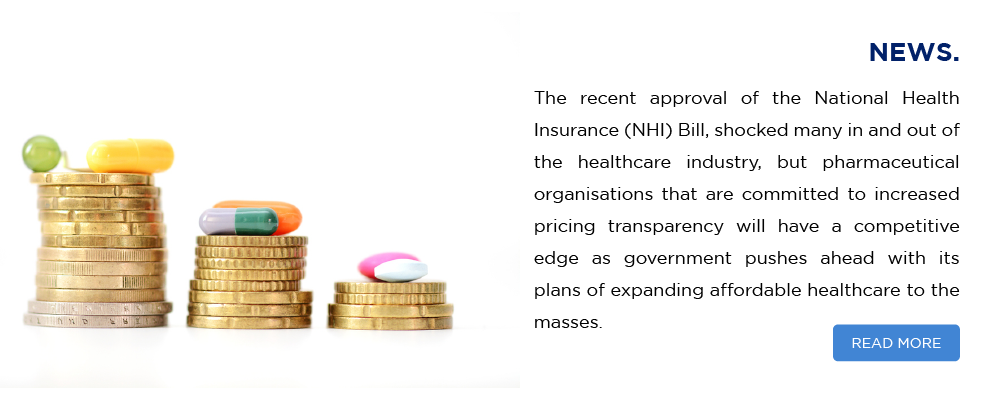 NEWS.
The recent approval of the National Health
Insurance (NHI) Bill, shocked many in and out of
the healthcare industry, but pharmaceutical
organisations that are committed to increased
pricing transparency will have a competitive
edge as government pushes ahead with its
plans of expanding affordable healthcare to the
masses.
READ MORE